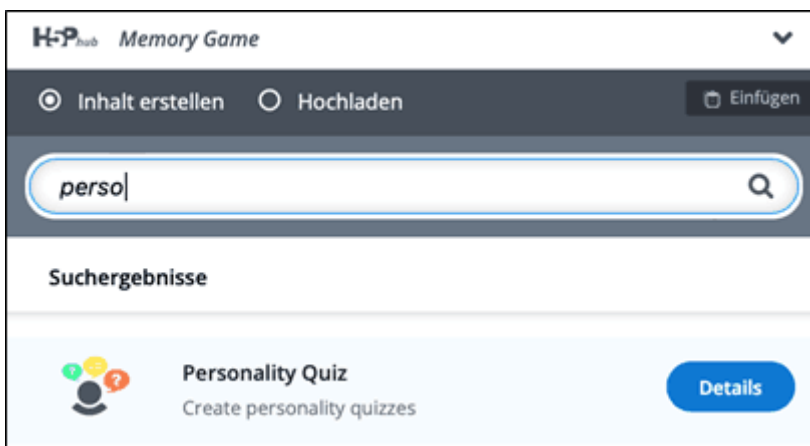 H5P hub Memory Game
Inhalt erstellen Hochladen Einfügen
perso
Suchergebnisse
Personality Quiz
Create personality quizzes
Details